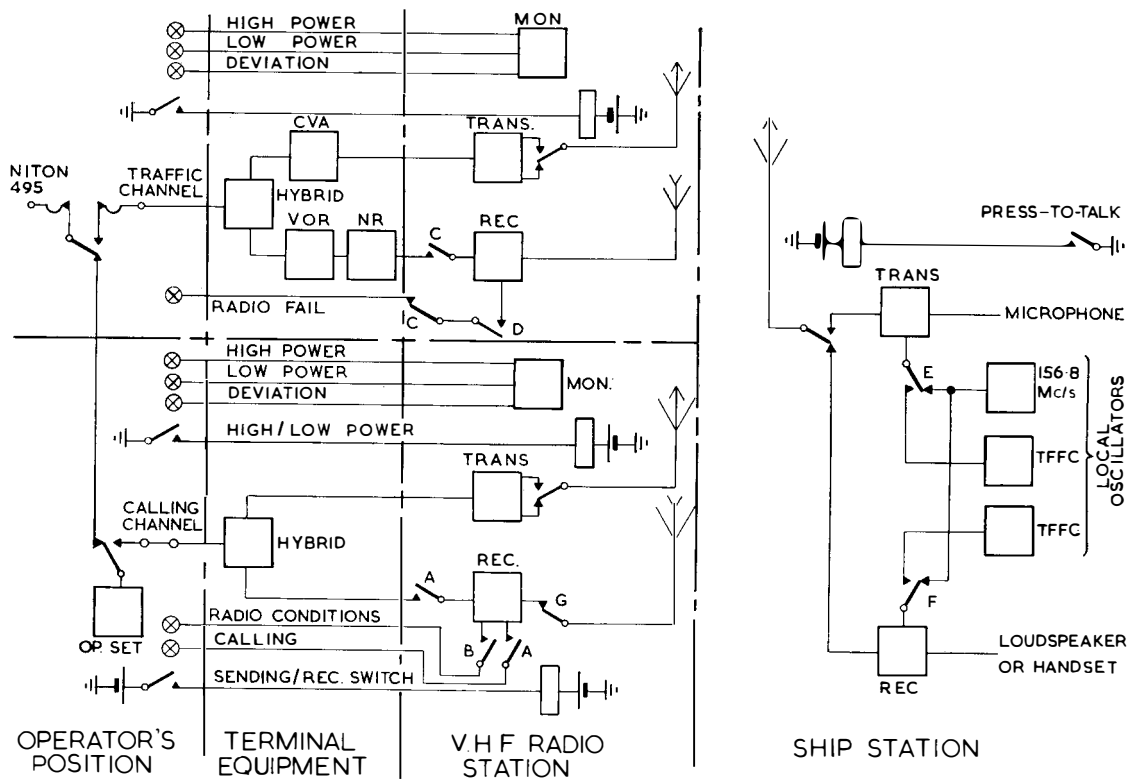 HIGH POWER
LOW POWER
DEVIATION
MON
CVA
TRANS.
NITON
495
TRAFFIC
CHANNEL
HYBRID
VOR
NR
C
REC
RADIO FAIL
C
D
HIGH POWER
LOW POWER
DEVIATION
MON.
HIGH/LOW POWER
TRANS
CALLING
CHANNEL
HYBRID
A
REC.
G
OP. SET
RADIO CONDITIONS
CALLING
B
A
SENDING/REC. SWITCH
OPERATOR'S
POSITION
TERMINAL
EQUIPMENT
V.H F RADIO
STATION
PRESS-TO-TALK
TRANS
MICROPHONE
E
156·8
Mc/s
TFFC
TFFC
LOCAL
OSCILLATORS
F
REC
LOUDSPEAKER
OR HANDSET
SHIP STATION